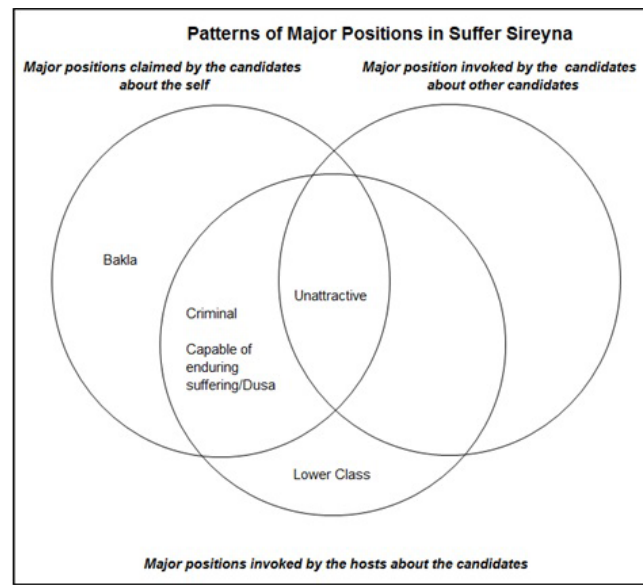 Patterns of Major Positions in Suffer Sireyna
Major positions claimed by the candidates
about the self
Major position invoked by the candidates
about other candidates
Bakla
Unattractive
Criminal
Capable of
enduring
suffering/Dusa
Lower Class
Major positions invoked by the hosts about the candidates